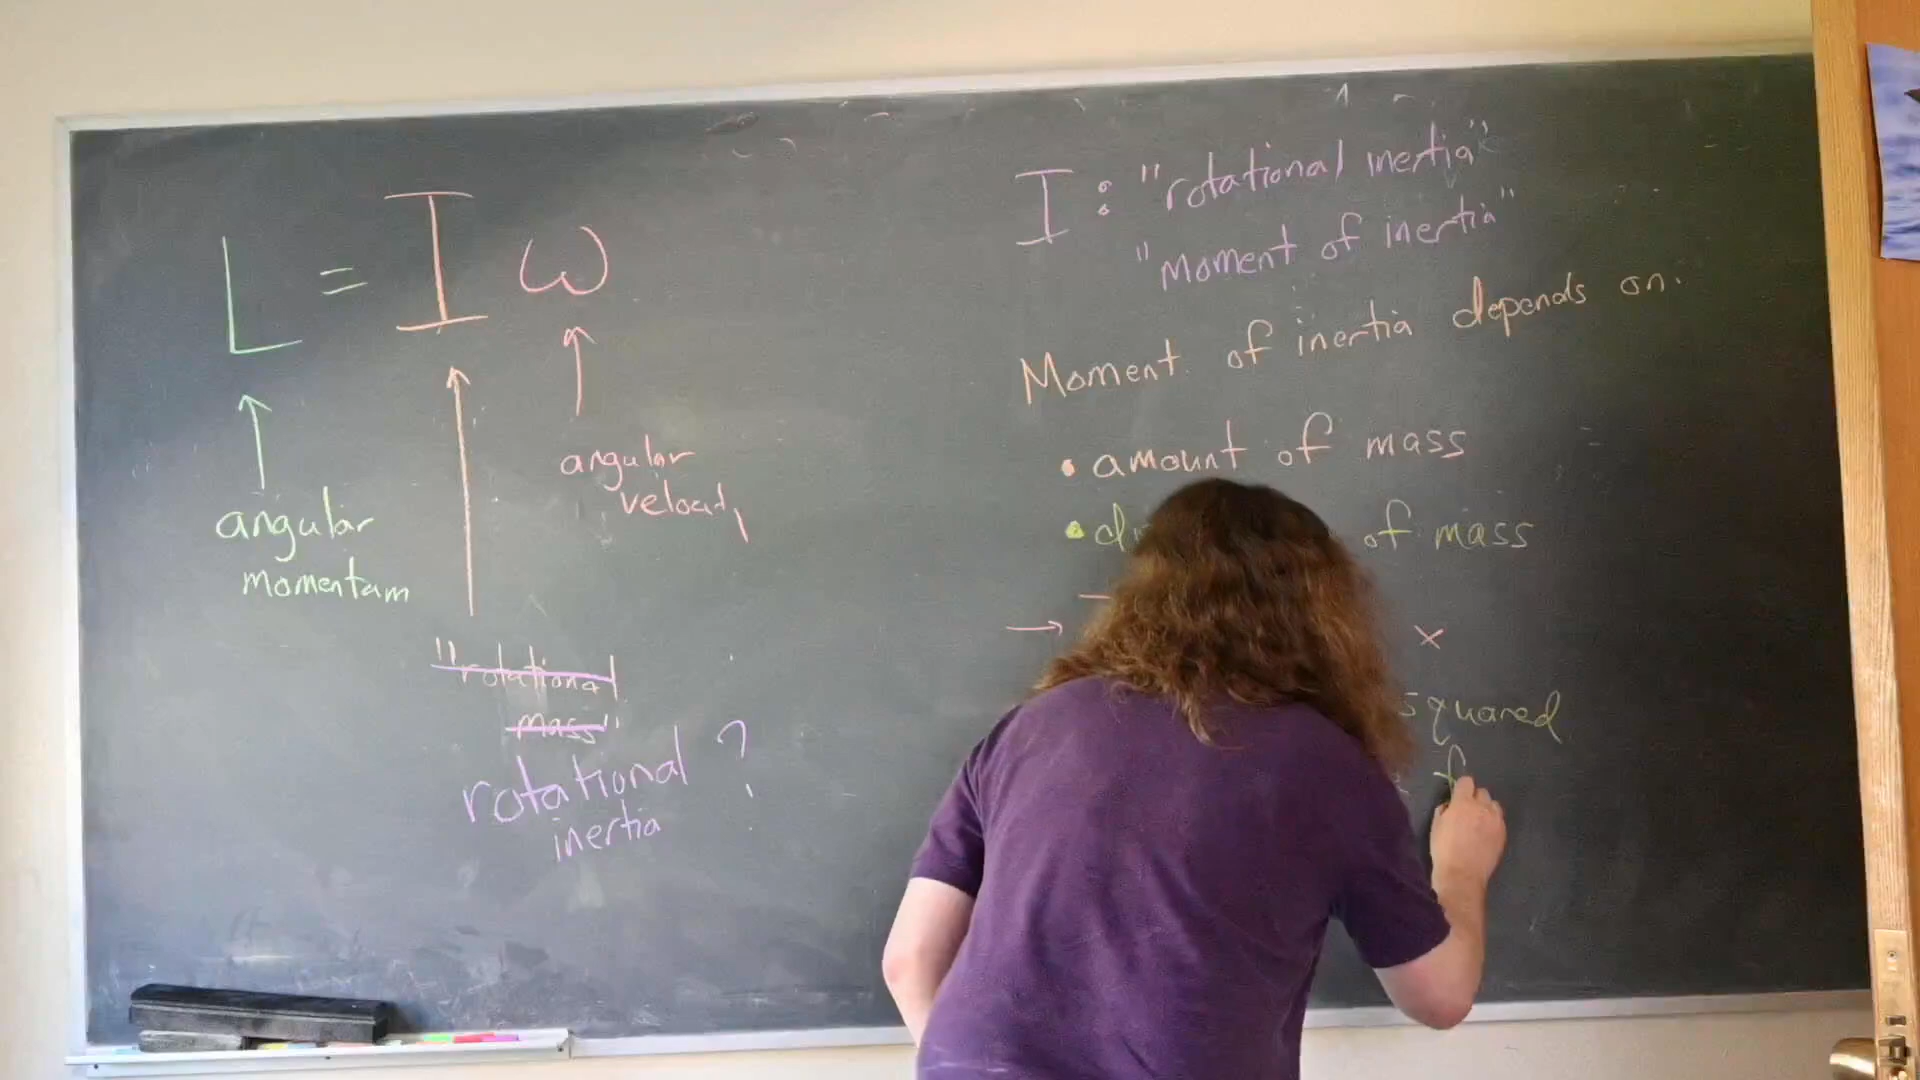 L = I ω
angular
velocity
angular
momentum
"rotational
mass"
rotational ?
inertia
I : "rotational inertia"
"Moment of inertia"
Moment of inertia depends on:
• amount of mass
• of mass
→ ×
squared